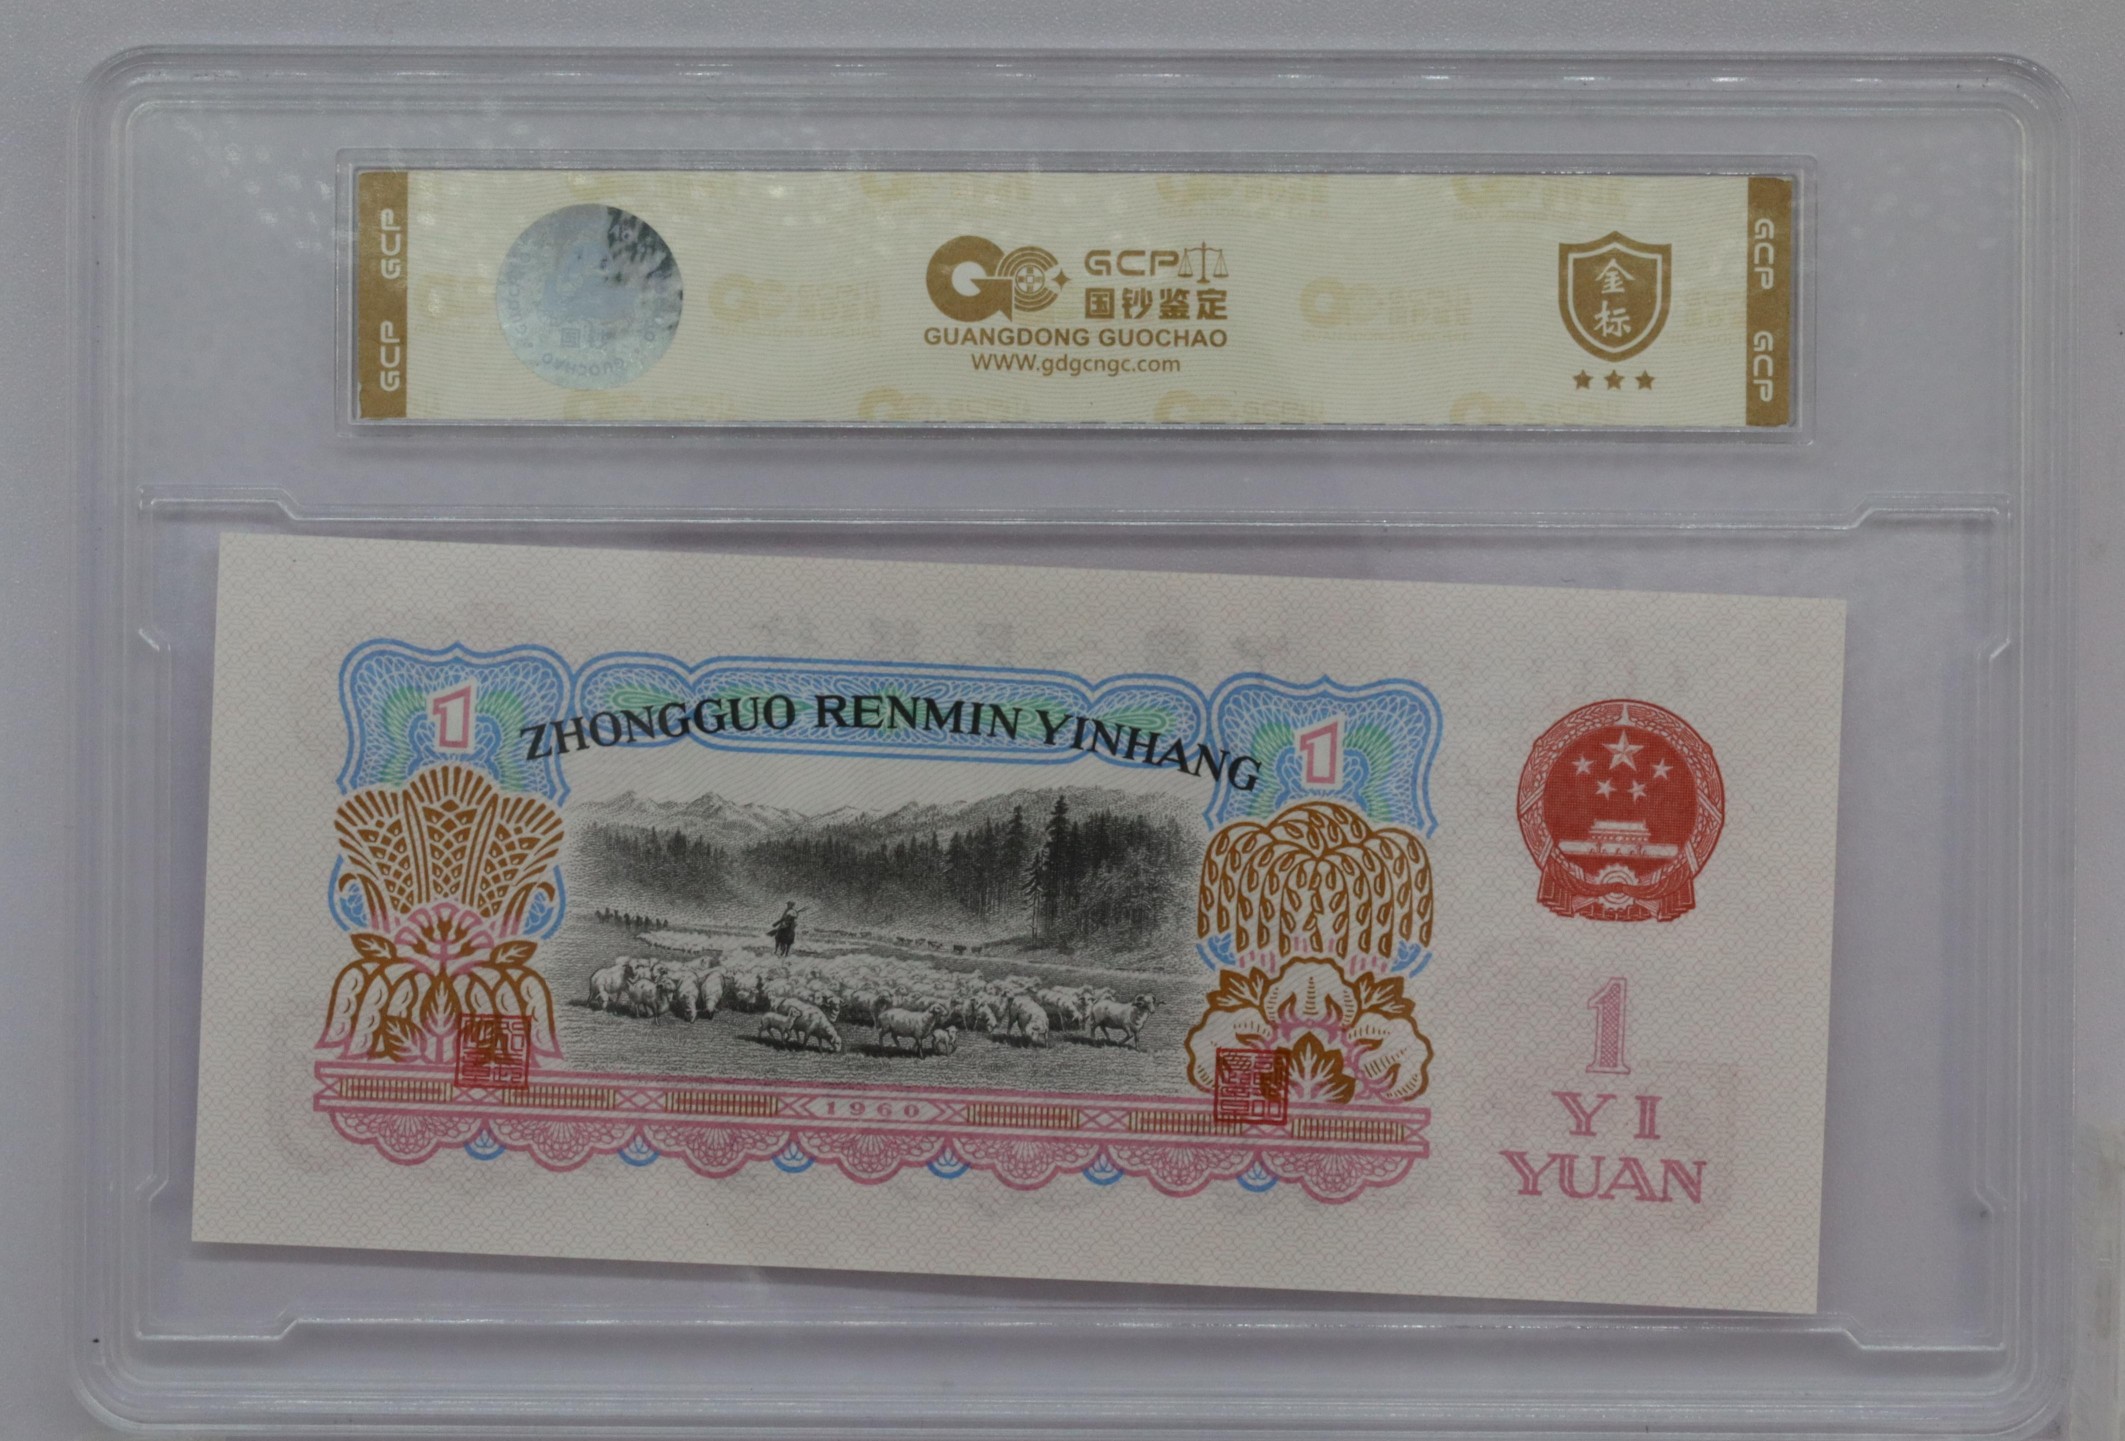 GCP
GCP
GCP
国钞鉴定
GUANGDONG GUOCHAO
WWW.gdgcngc.com
金
标
GCP
GCP
1
ZHONGGUO RENMIN YINHANG
1
1960
1
YI
YUAN